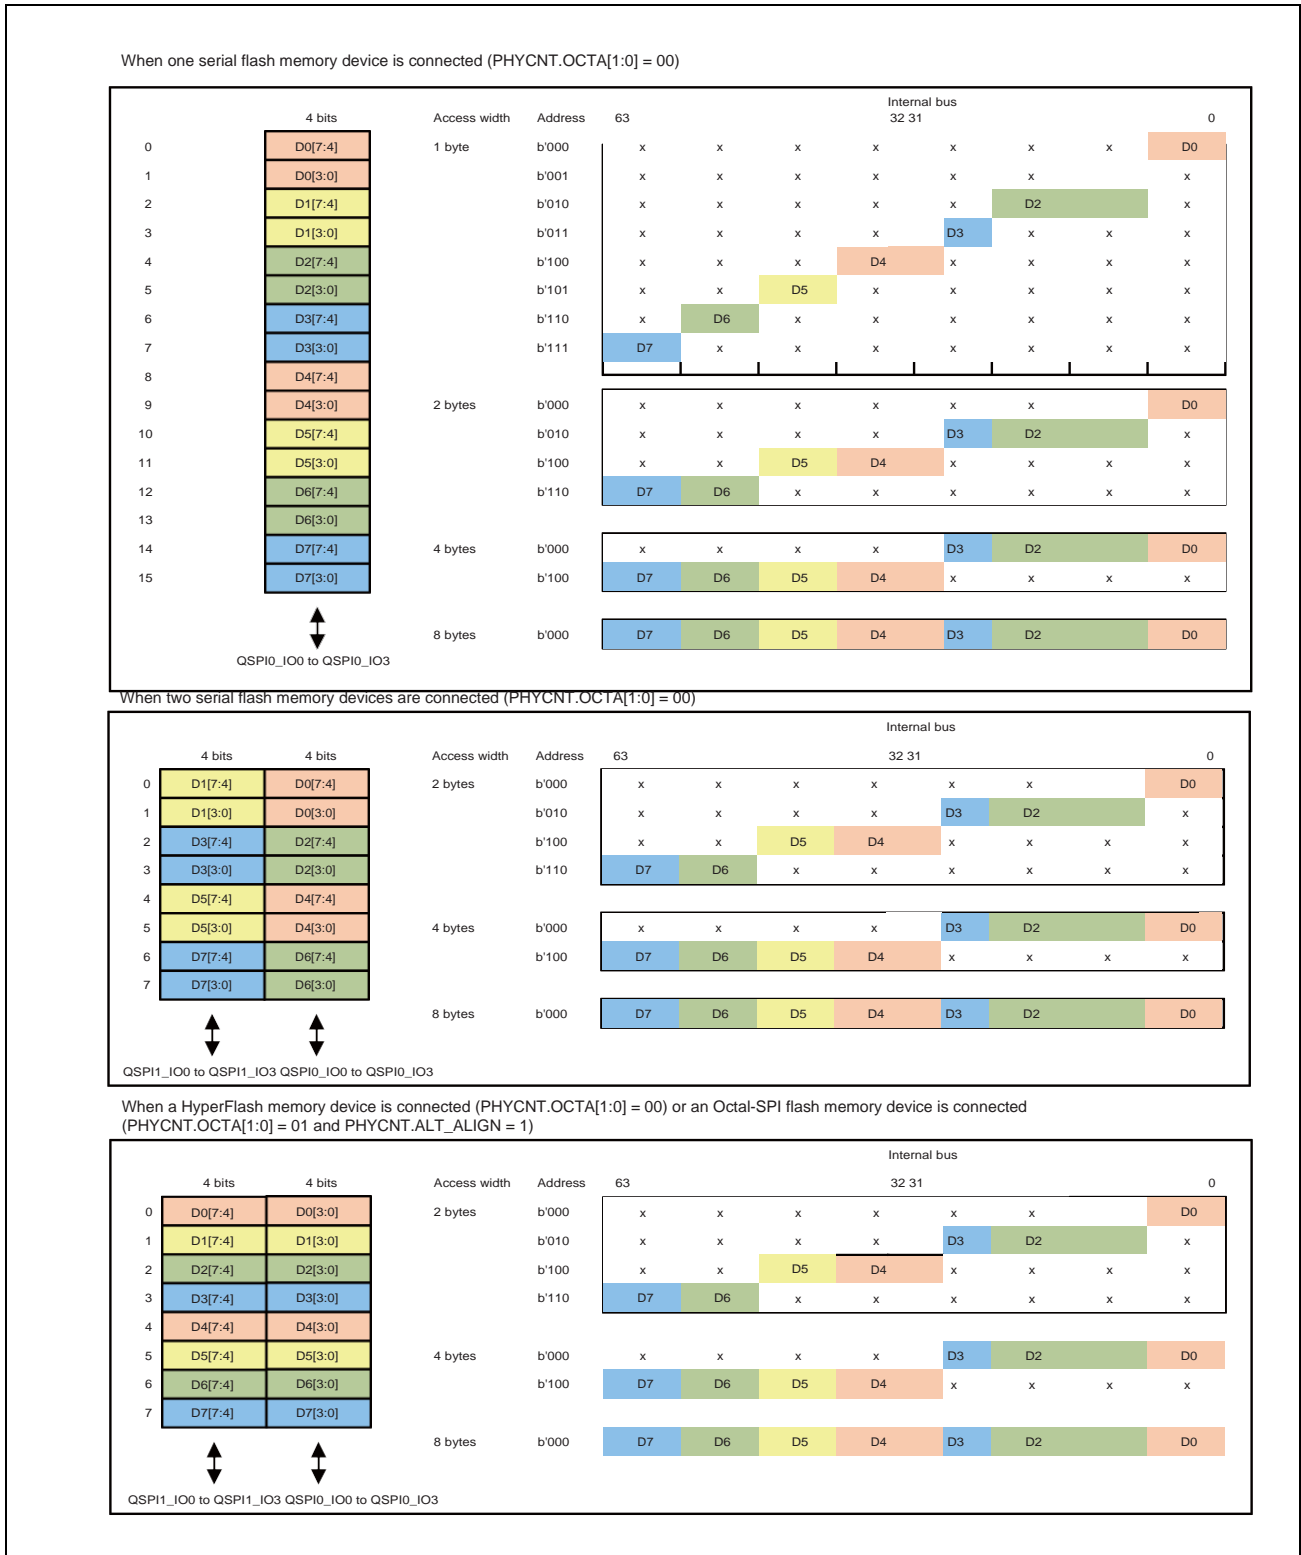 When one serial flash memory device is connected (PHYCNT.OCTA[1:0] = 00)
Internal bus
4 bits Access width Address 63 32 31 0
0 D0[7:4] 1 byte b'000 x x x x x x x D0
1 D0[3:0] b'001 x x x x x x x
2 D1[7:4] b'010 x x x x x D2 x
3 D1[3:0] b'011 x x x x D3 x x x
4 D2[7:4] b'100 x x x D4 x x x x
5 D2[3:0] b'101 x x D5 x x x x x
6 D3[7:4] b'110 x D6 x x x x x x
7 D3[3:0] b'111 D7 x x x x x x x
8 D4[7:4]
9 D4[3:0] 2 bytes b'000 x x x x x x D0
10 D5[7:4] b'010 x x x x D3 D2 x
11 D5[3:0] b'100 x x D5 D4 x x x x
12 D6[7:4] b'110 D7 D6 x x x x x x
13 D6[3:0]
14 D7[7:4] 4 bytes b'000 x x x x D3 D2 D0
15 D7[3:0] b'100 D7 D6 D5 D4 x x x x
8 bytes b'000 D7 D6 D5 D4 D3 D2 D0
QSPI0_IO0 to QSPI0_IO3
When two serial flash memory devices are connected (PHYCNT.OCTA[1:0] = 00)
Internal bus
4 bits 4 bits Access width Address 63 32 31 0
0 D1[7:4] D0[7:4] 2 bytes b'000 x x x x x x D0
1 D1[3:0] D0[3:0] b'010 x x x x D3 D2 x
2 D3[7:4] D2[7:4] b'100 x x D5 D4 x x x x
3 D3[3:0] D2[3:0] b'110 D7 D6 x x x x x x
4 D5[7:4] D4[7:4]
5 D5[3:0] D4[3:0] 4 bytes b'000 x x x x D3 D2 D0
6 D7[7:4] D6[7:4] b'100 D7 D6 D5 D4 x x x x
7 D7[3:0] D6[3:0]
8 bytes b'000 D7 D6 D5 D4 D3 D2 D0
QSPI1_IO0 to QSPI1_IO3 QSPI0_IO0 to QSPI0_IO3
When a HyperFlash memory device is connected (PHYCNT.OCTA[1:0] = 00) or an Octal-SPI flash memory device is connected
(PHYCNT.OCTA[1:0] = 01 and PHYCNT.ALT_ALIGN = 1)
Internal bus
4 bits 4 bits Access width Address 63 32 31 0
0 D0[7:4] D0[3:0] 2 bytes b'000 x x x x x x D0
1 D1[7:4] D1[3:0] b'010 x x x x D3 D2 x
2 D2[7:4] D2[3:0] b'100 x x D5 D4 x x x x
3 D3[7:4] D3[3:0] b'110 D7 D6 x x x x x x
4 D4[7:4] D4[3:0]
5 D5[7:4] D5[3:0] 4 bytes b'000 x x x x D3 D2 D0
6 D6[7:4] D6[3:0] b'100 D7 D6 D5 D4 x x x x
7 D7[7:4] D7[3:0]
8 bytes b'000 D7 D6 D5 D4 D3 D2 D0
QSPI1_IO0 to QSPI1_IO3 QSPI0_IO0 to QSPI0_IO3